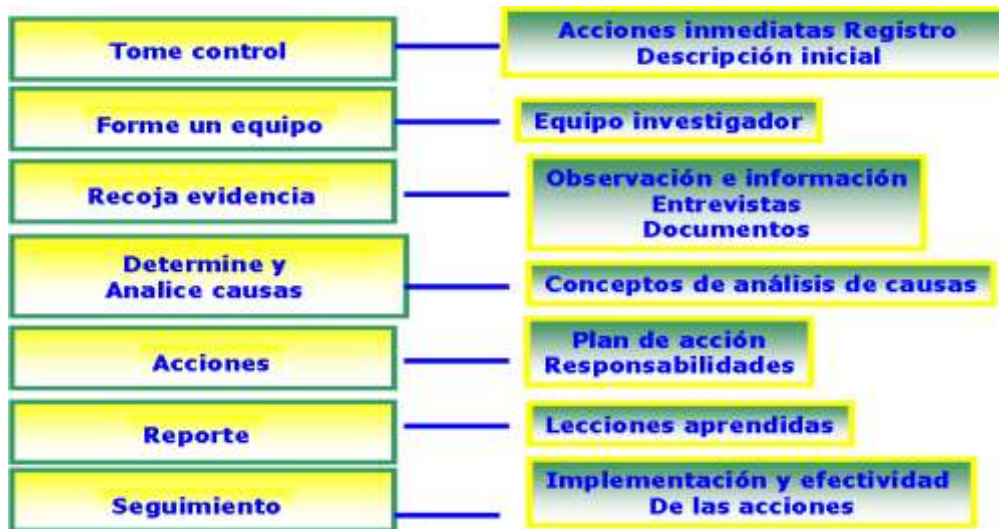 Tome control
Acciones inmediatas Registro
Descripción inicial
Forme un equipo
Equipo investigador
Recoja evidencia
Observación e información
Entrevistas
Documentos
Determine y
Analice causas
Conceptos de análisis de causas
Acciones
Plan de acción
Responsabilidades
Reporte
Lecciones aprendidas
Seguimiento
Implementación y efectividad
De las acciones